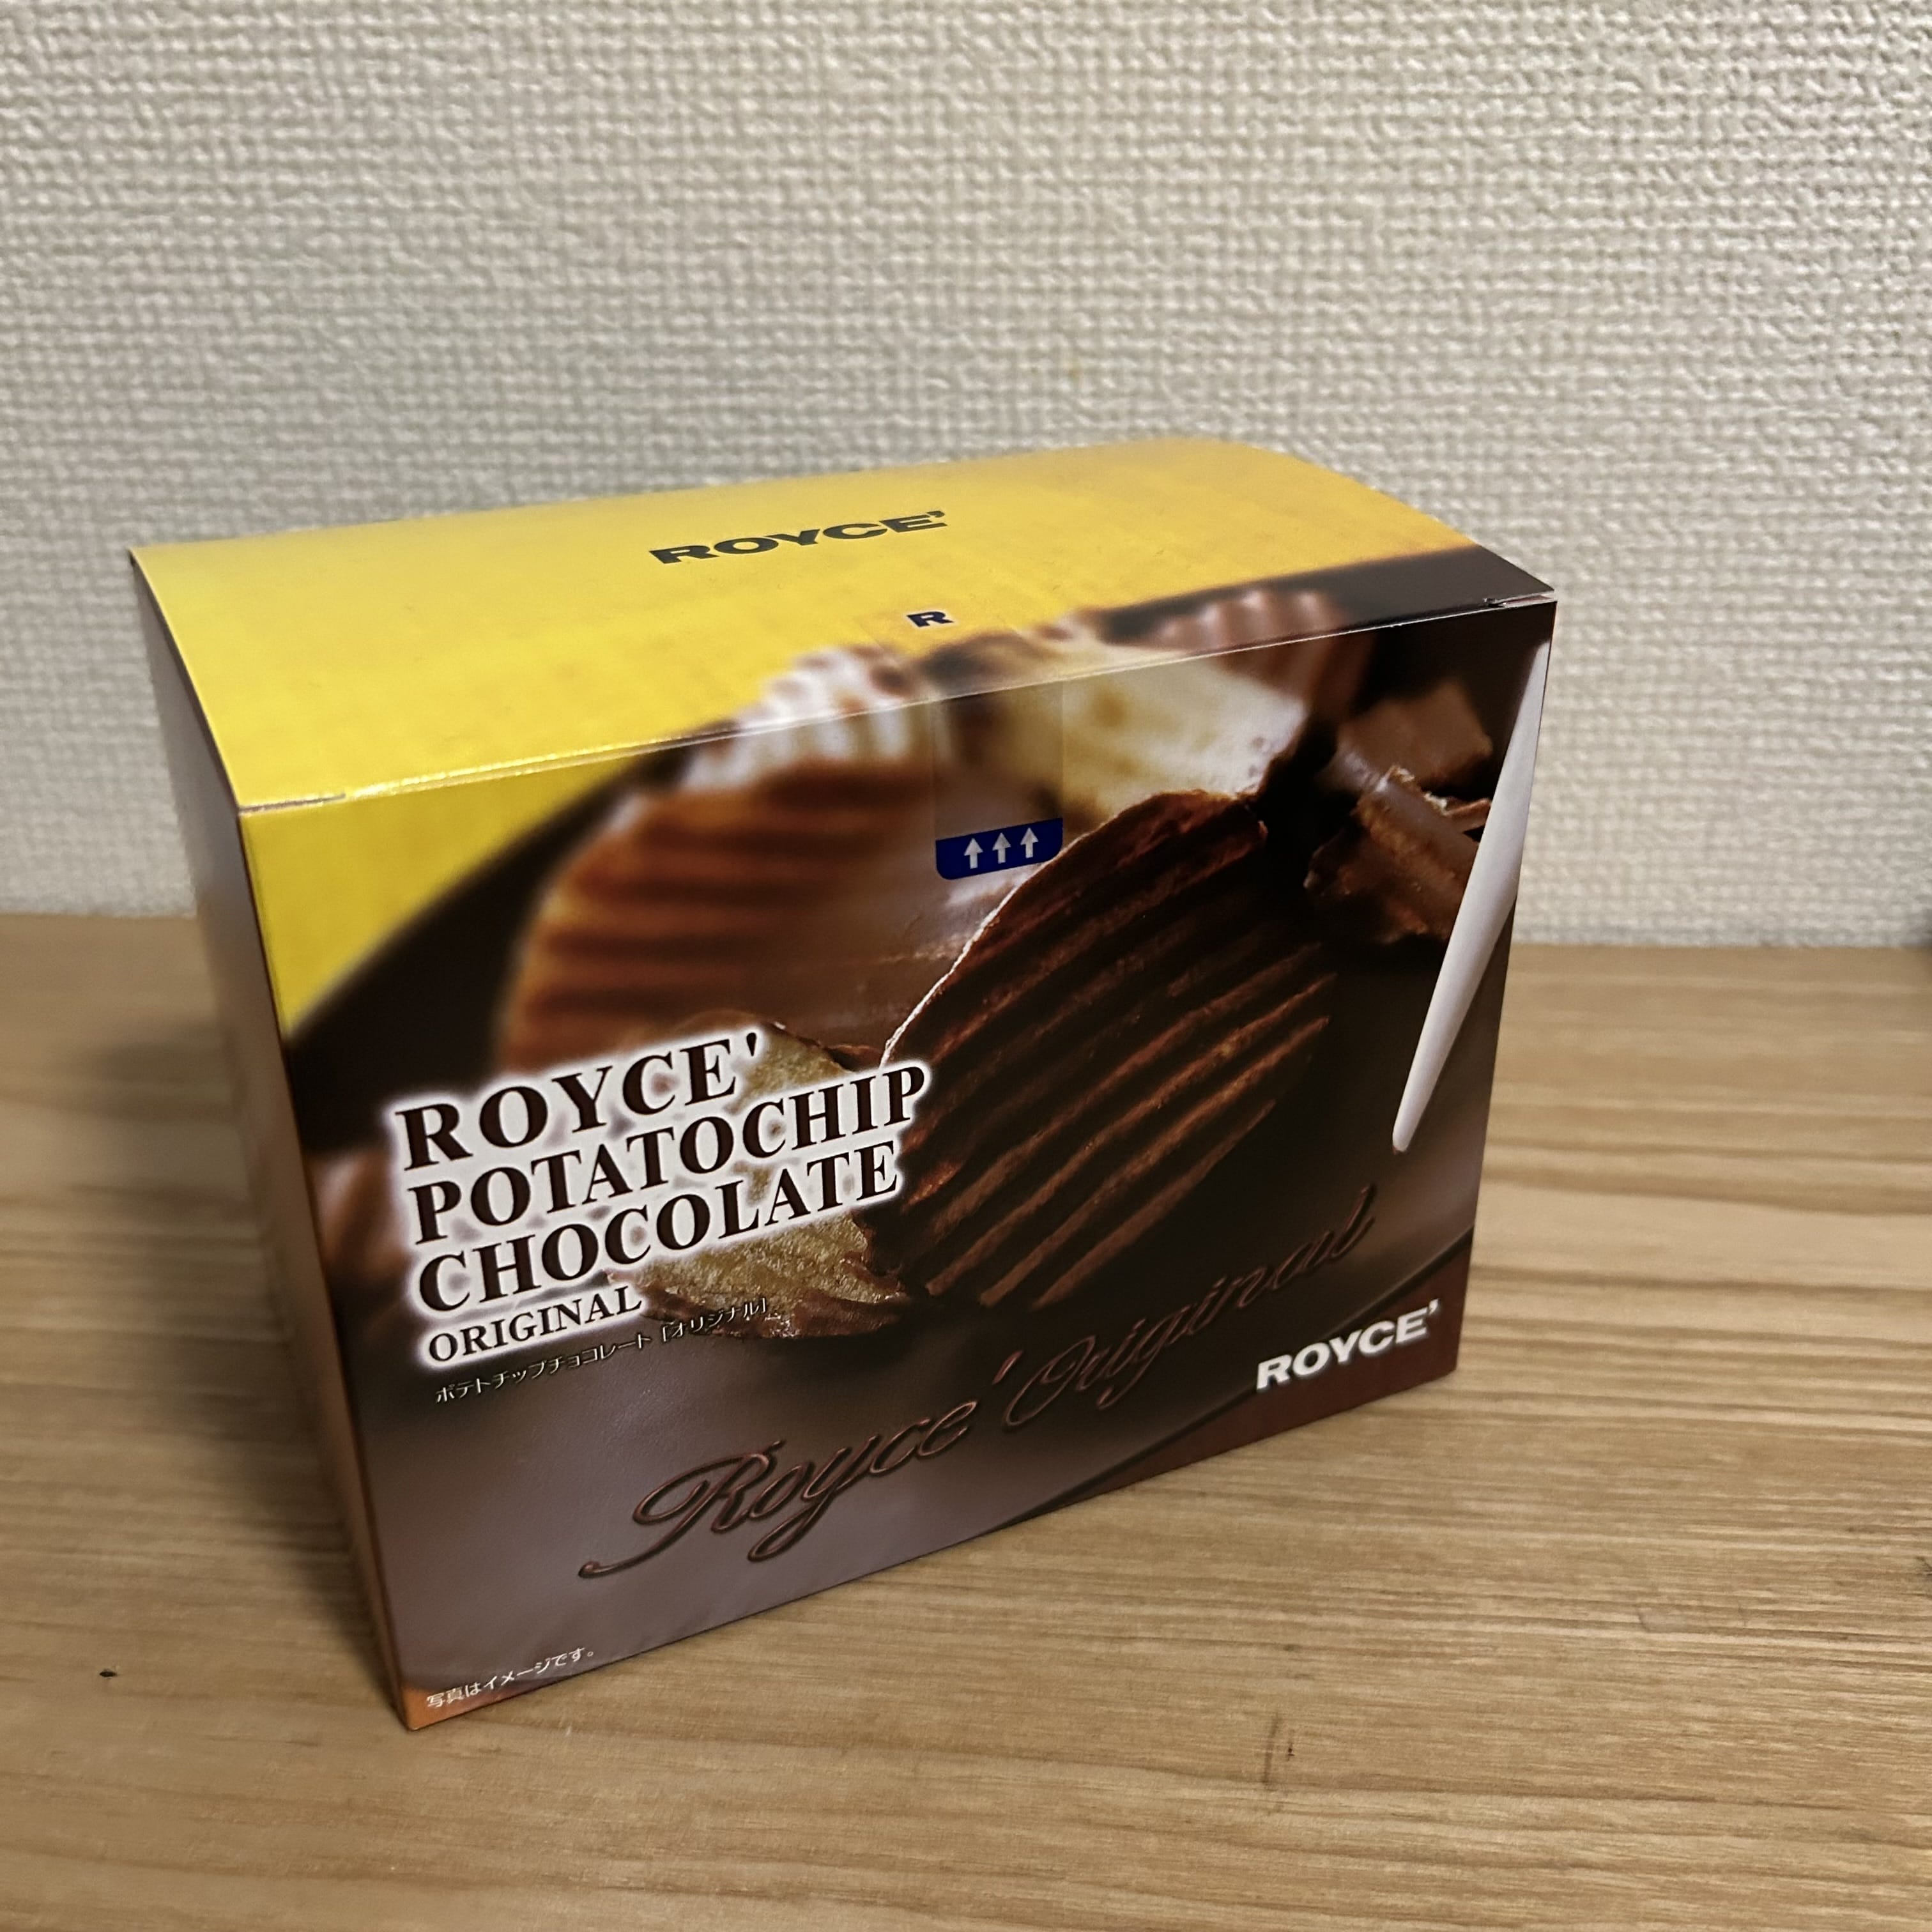 ROYCE'
R
ROYCE'
POTATOCHIP
CHOCOLATE
ORIGINAL
ポテトチップチョコレート［オリジナル］
Royce' Original
ROYCE'
写真はイメージです。